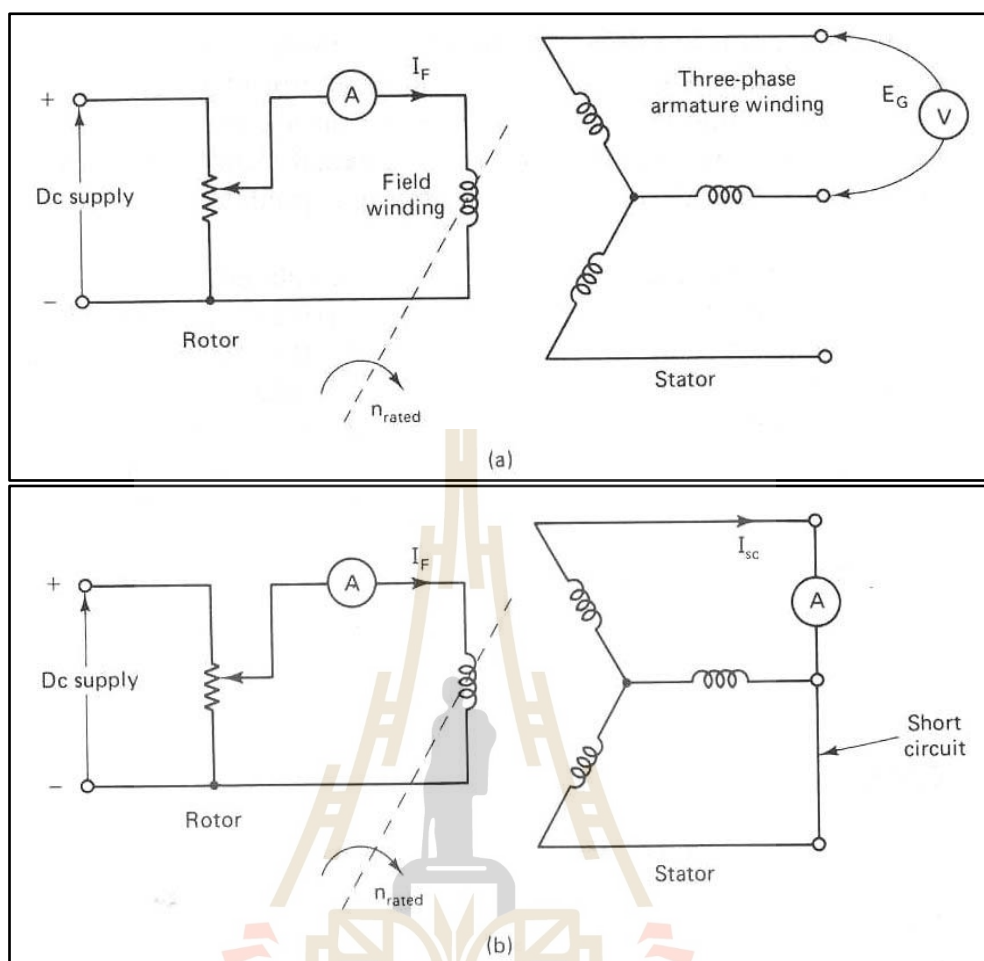 I_F
A
+
Dc supply
−
Field
winding
Rotor
n_rated
Three-phase
armature winding
E_G
V
Stator
(a)
I_F
A
+
Dc supply
−
Rotor
n_rated
I_sc
A
Short
circuit
Stator
(b)